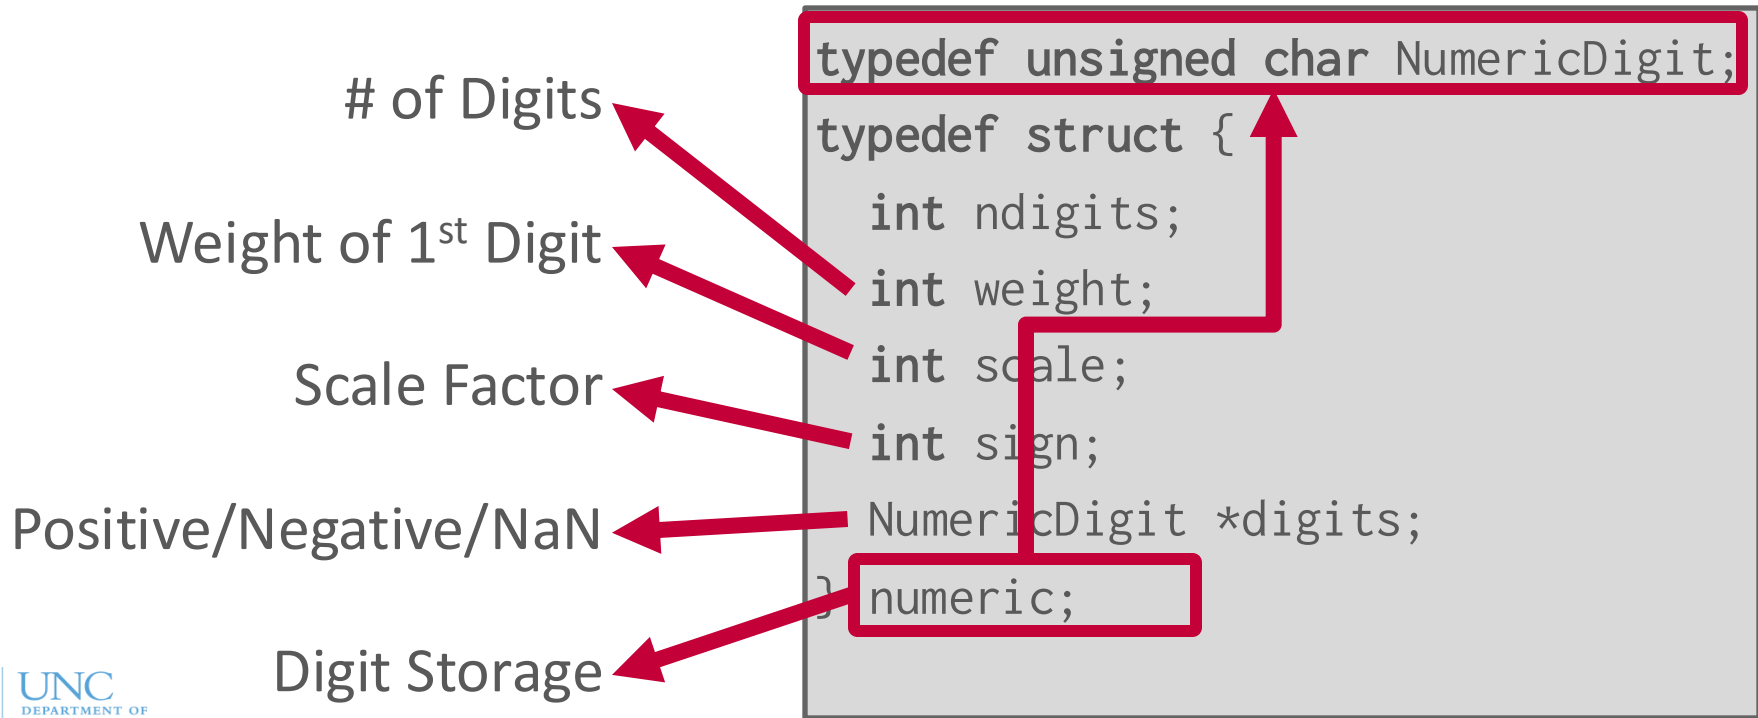 # of Digits
Weight of 1st Digit
Scale Factor
Positive/Negative/NaN
Digit Storage
typedef unsigned char NumericDigit;
typedef struct {
int ndigits;
int weight;
int scale;
int sign;
NumericDigit *digits;
} numeric;
UNC
DEPARTMENT OF